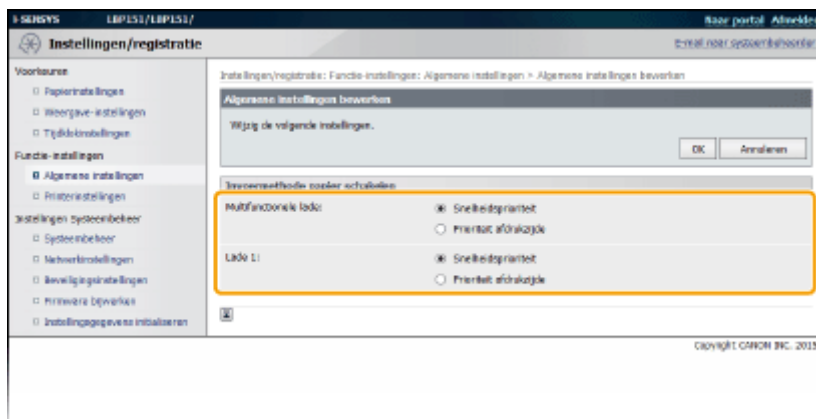 i-SENSYS LBP151/LBP151/ Naar portal Afmelden
Instellingen/registratie E-mail naar systeembeheerder
Voorkeuren
Papierinstellingen
Weergave-instellingen
Tijdklokinstellingen
Functie-instellingen
Algemene instellingen
Printerinstellingen
Instellingen Systeembeheer
Systeembeheer
Netwerkinstellingen
Beveiligingsinstellingen
Firmware bijwerken
Instellingsgegevens initialiseren
Instellingen/registratie: Functie-instellingen: Algemene instellingen > Algemene instellingen bewerken
Algemene instellingen bewerken
Wijzig de volgende instellingen.
OK Annuleren
Invoermethode papier schakelen
Multifunctionele lade: Snelheidsprioriteit
Prioriteit afdrukzijde
Lade 1: Snelheidsprioriteit
Prioriteit afdrukzijde
Copyright CANON INC. 2015